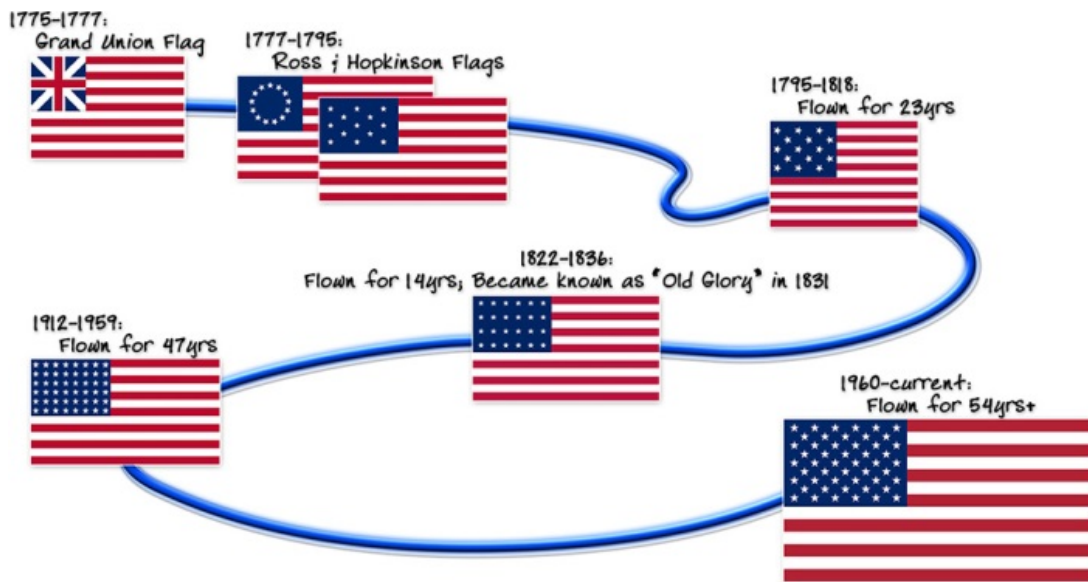 1775-1777:
Grand Union Flag
1777-1795:
Ross & Hopkinson Flags
1795-1818:
Flown for 23yrs
1822-1836:
Flown for 14yrs; Became known as "Old Glory" in 1831
1912-1959:
Flown for 47yrs
1960-current:
Flown for 54yrs+